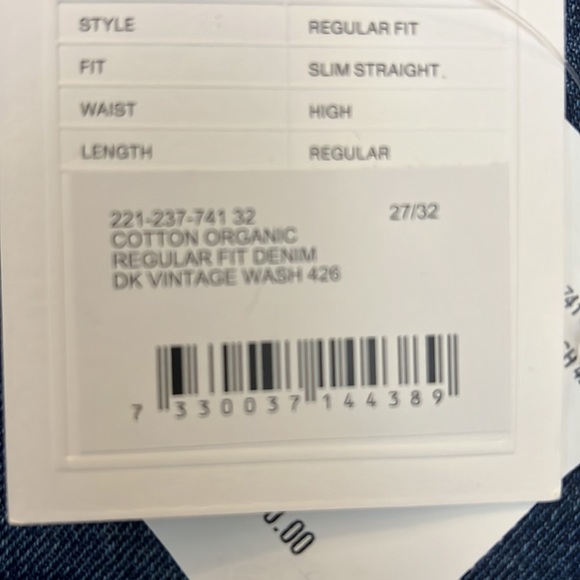 STYLE REGULAR FIT
FIT SLIM STRAIGHT
WAIST HIGH
LENGTH REGULAR
221-237-741 32 27/32
COTTON ORGANIC
REGULAR FIT DENIM
DK VINTAGE WASH 426
7 330037 144389
.00